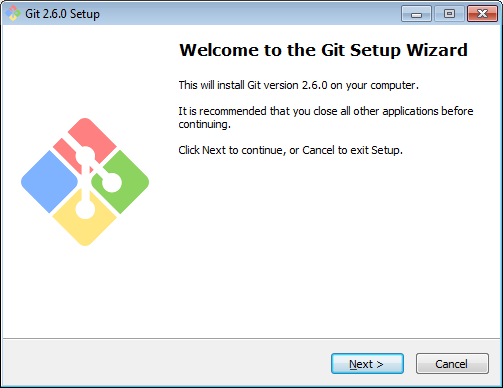 Git 2.6.0 Setup
Welcome to the Git Setup Wizard
This will install Git version 2.6.0 on your computer.
It is recommended that you close all other applications before
continuing.
Click Next to continue, or Cancel to exit Setup.
Next >
Cancel